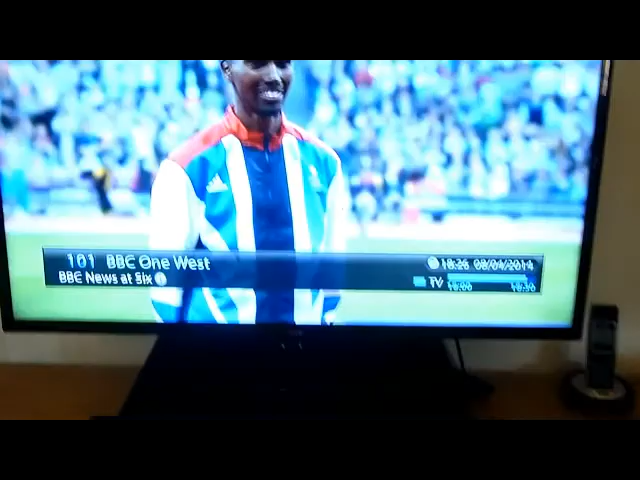 101 BBC One West
18:26 08/04/2014
BBC News at Six
TV
18:00
18:30